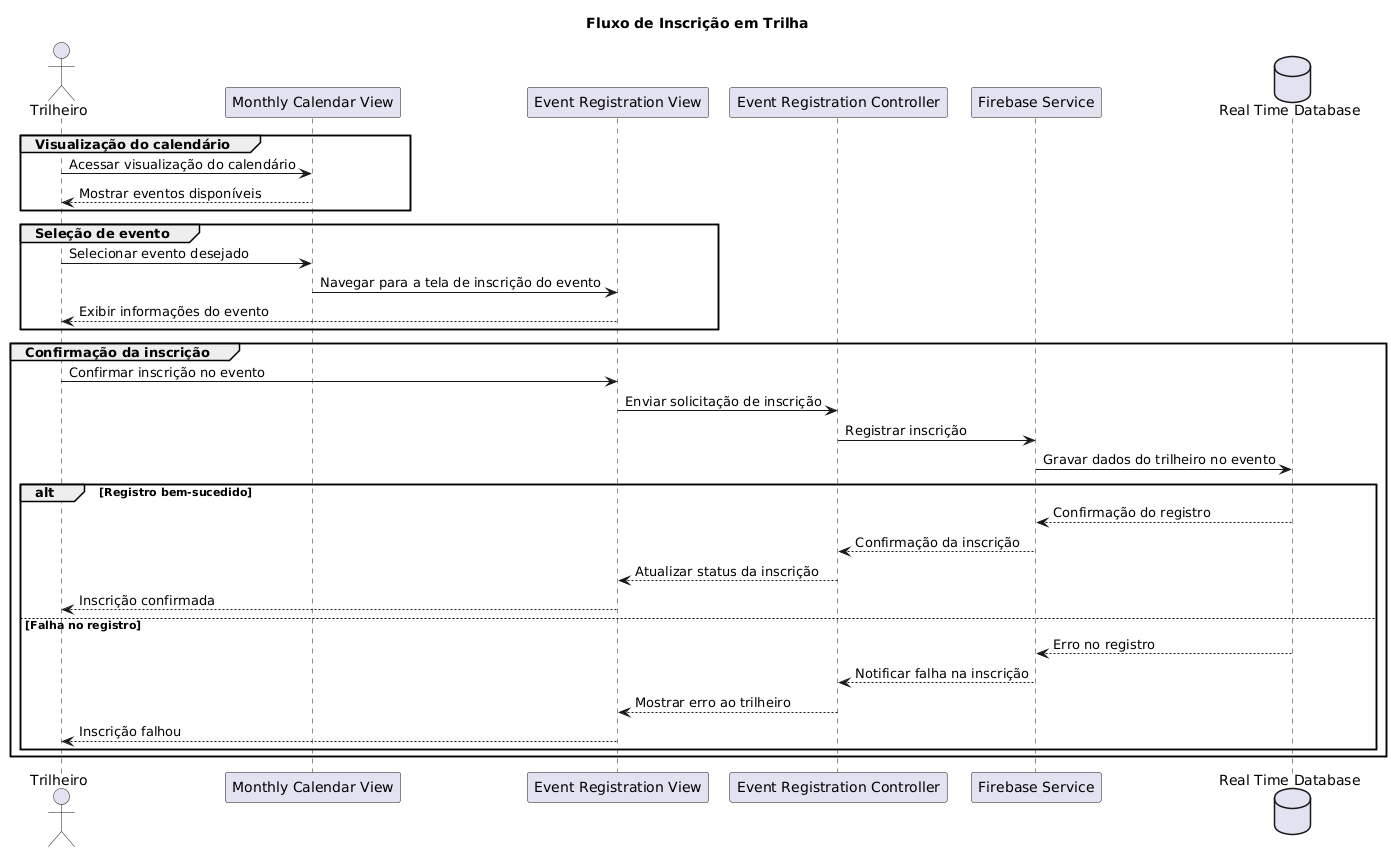 Fluxo de Inscrição em Trilha
Trilheiro
Monthly Calendar View
Event Registration View
Event Registration Controller
Firebase Service
Real Time Database
Visualização do calendário
Acessar visualização do calendário
Mostrar eventos disponíveis
Seleção de evento
Selecionar evento desejado
Navegar para a tela de inscrição do evento
Exibir informações do evento
Confirmação da inscrição
Confirmar inscrição no evento
Enviar solicitação de inscrição
Registrar inscrição
Gravar dados do trilheiro no evento
alt
[Registro bem-sucedido]
Confirmação do registro
Confirmação da inscrição
Atualizar status da inscrição
Inscrição confirmada
[Falha no registro]
Erro no registro
Notificar falha na inscrição
Mostrar erro ao trilheiro
Inscrição falhou
Trilheiro
Monthly Calendar View
Event Registration View
Event Registration Controller
Firebase Service
Real Time Database